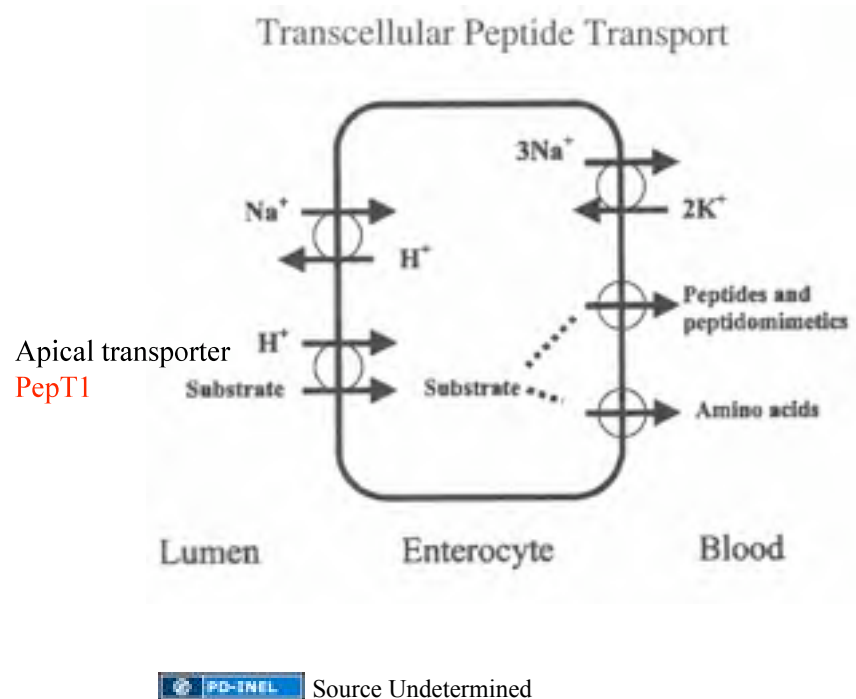 Transcellular Peptide Transport
3Na⁺
2K⁺
Na⁺
H⁺
Peptides and
peptidomimetics
Apical transporter
PepT1
H⁺
Substrate
Substrate
Amino acids
Lumen
Enterocyte
Blood
PD-INEL
Source Undetermined